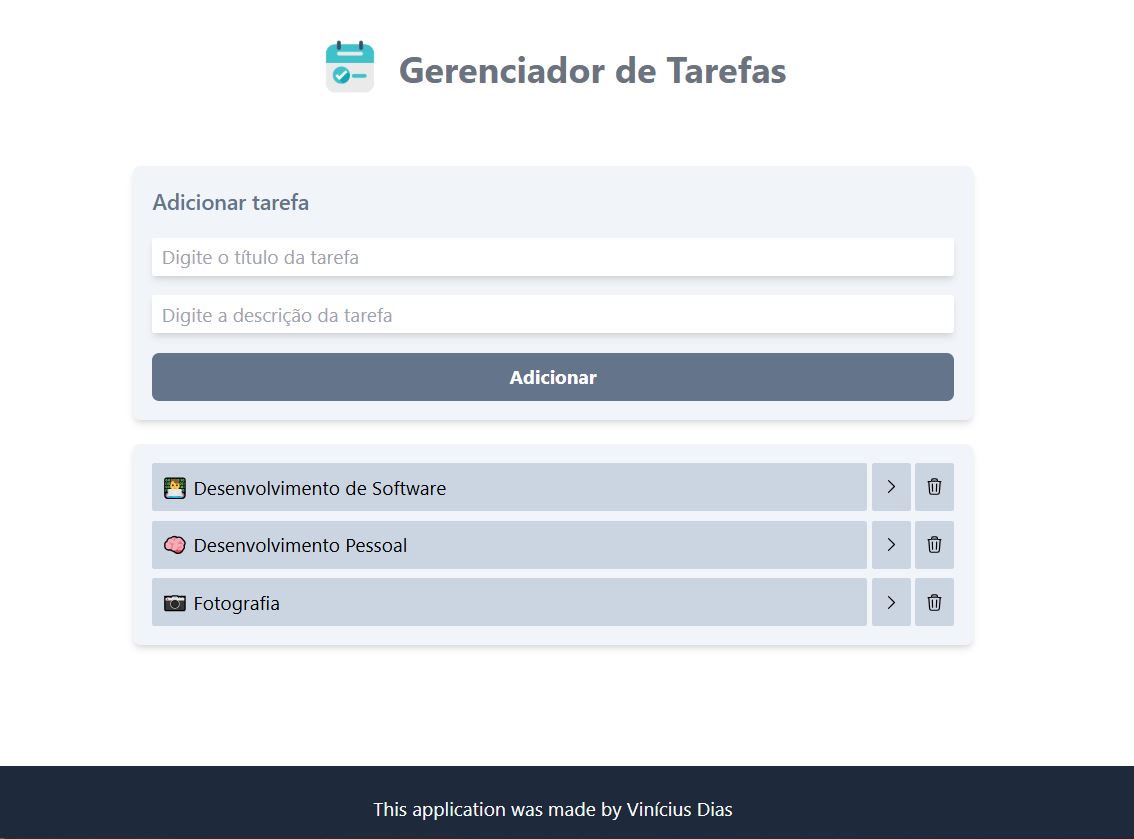 Gerenciador de Tarefas
Adicionar tarefa
Digite o título da tarefa
Digite a descrição da tarefa
Adicionar
Desenvolvimento de Software
Desenvolvimento Pessoal
Fotografia
This application was made by Vinícius Dias